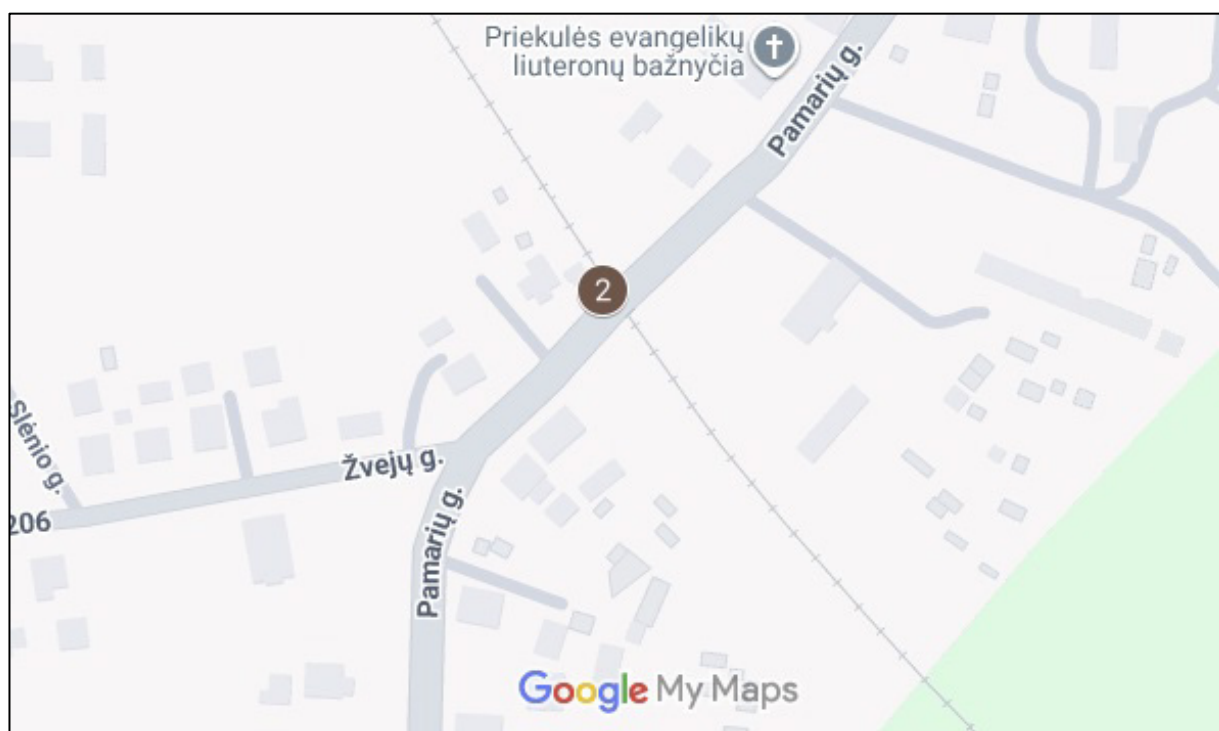 Priekulės evangelikų
liuteronų bažnyčia
Pamarių g.
2
Slėnio g.
Žvejų g.
206
Pamarių g.
Google My Maps